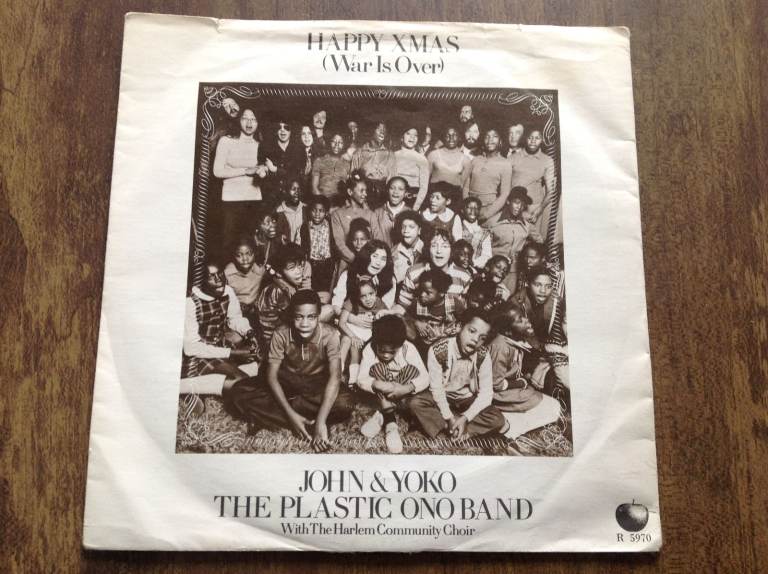 HAPPY XMAS
(War Is Over)
JOHN & YOKO
THE PLASTIC ONO BAND
With The Harlem Community Choir
R 5970